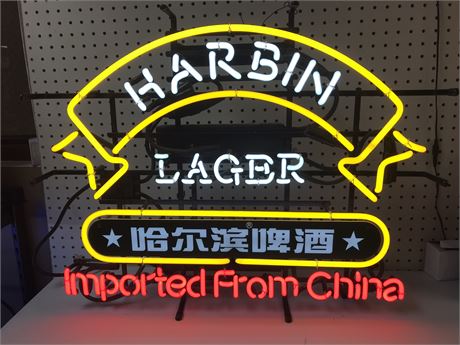 HARBIN
LAGER
★哈尔滨®啤酒★
Imported From China